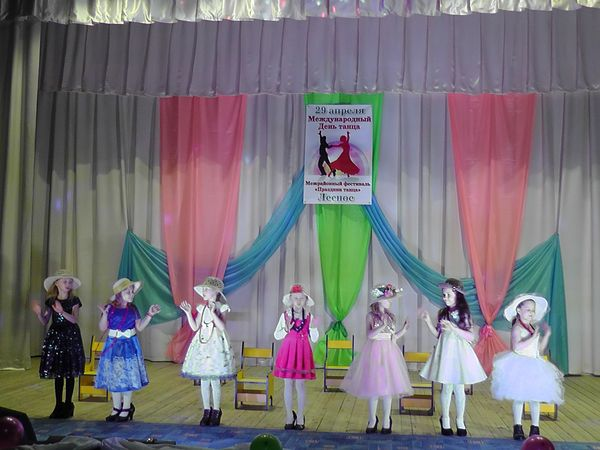 29 апреля
Международный
День танца
Межрайонный фестиваль
«Праздник танца»
Лесное